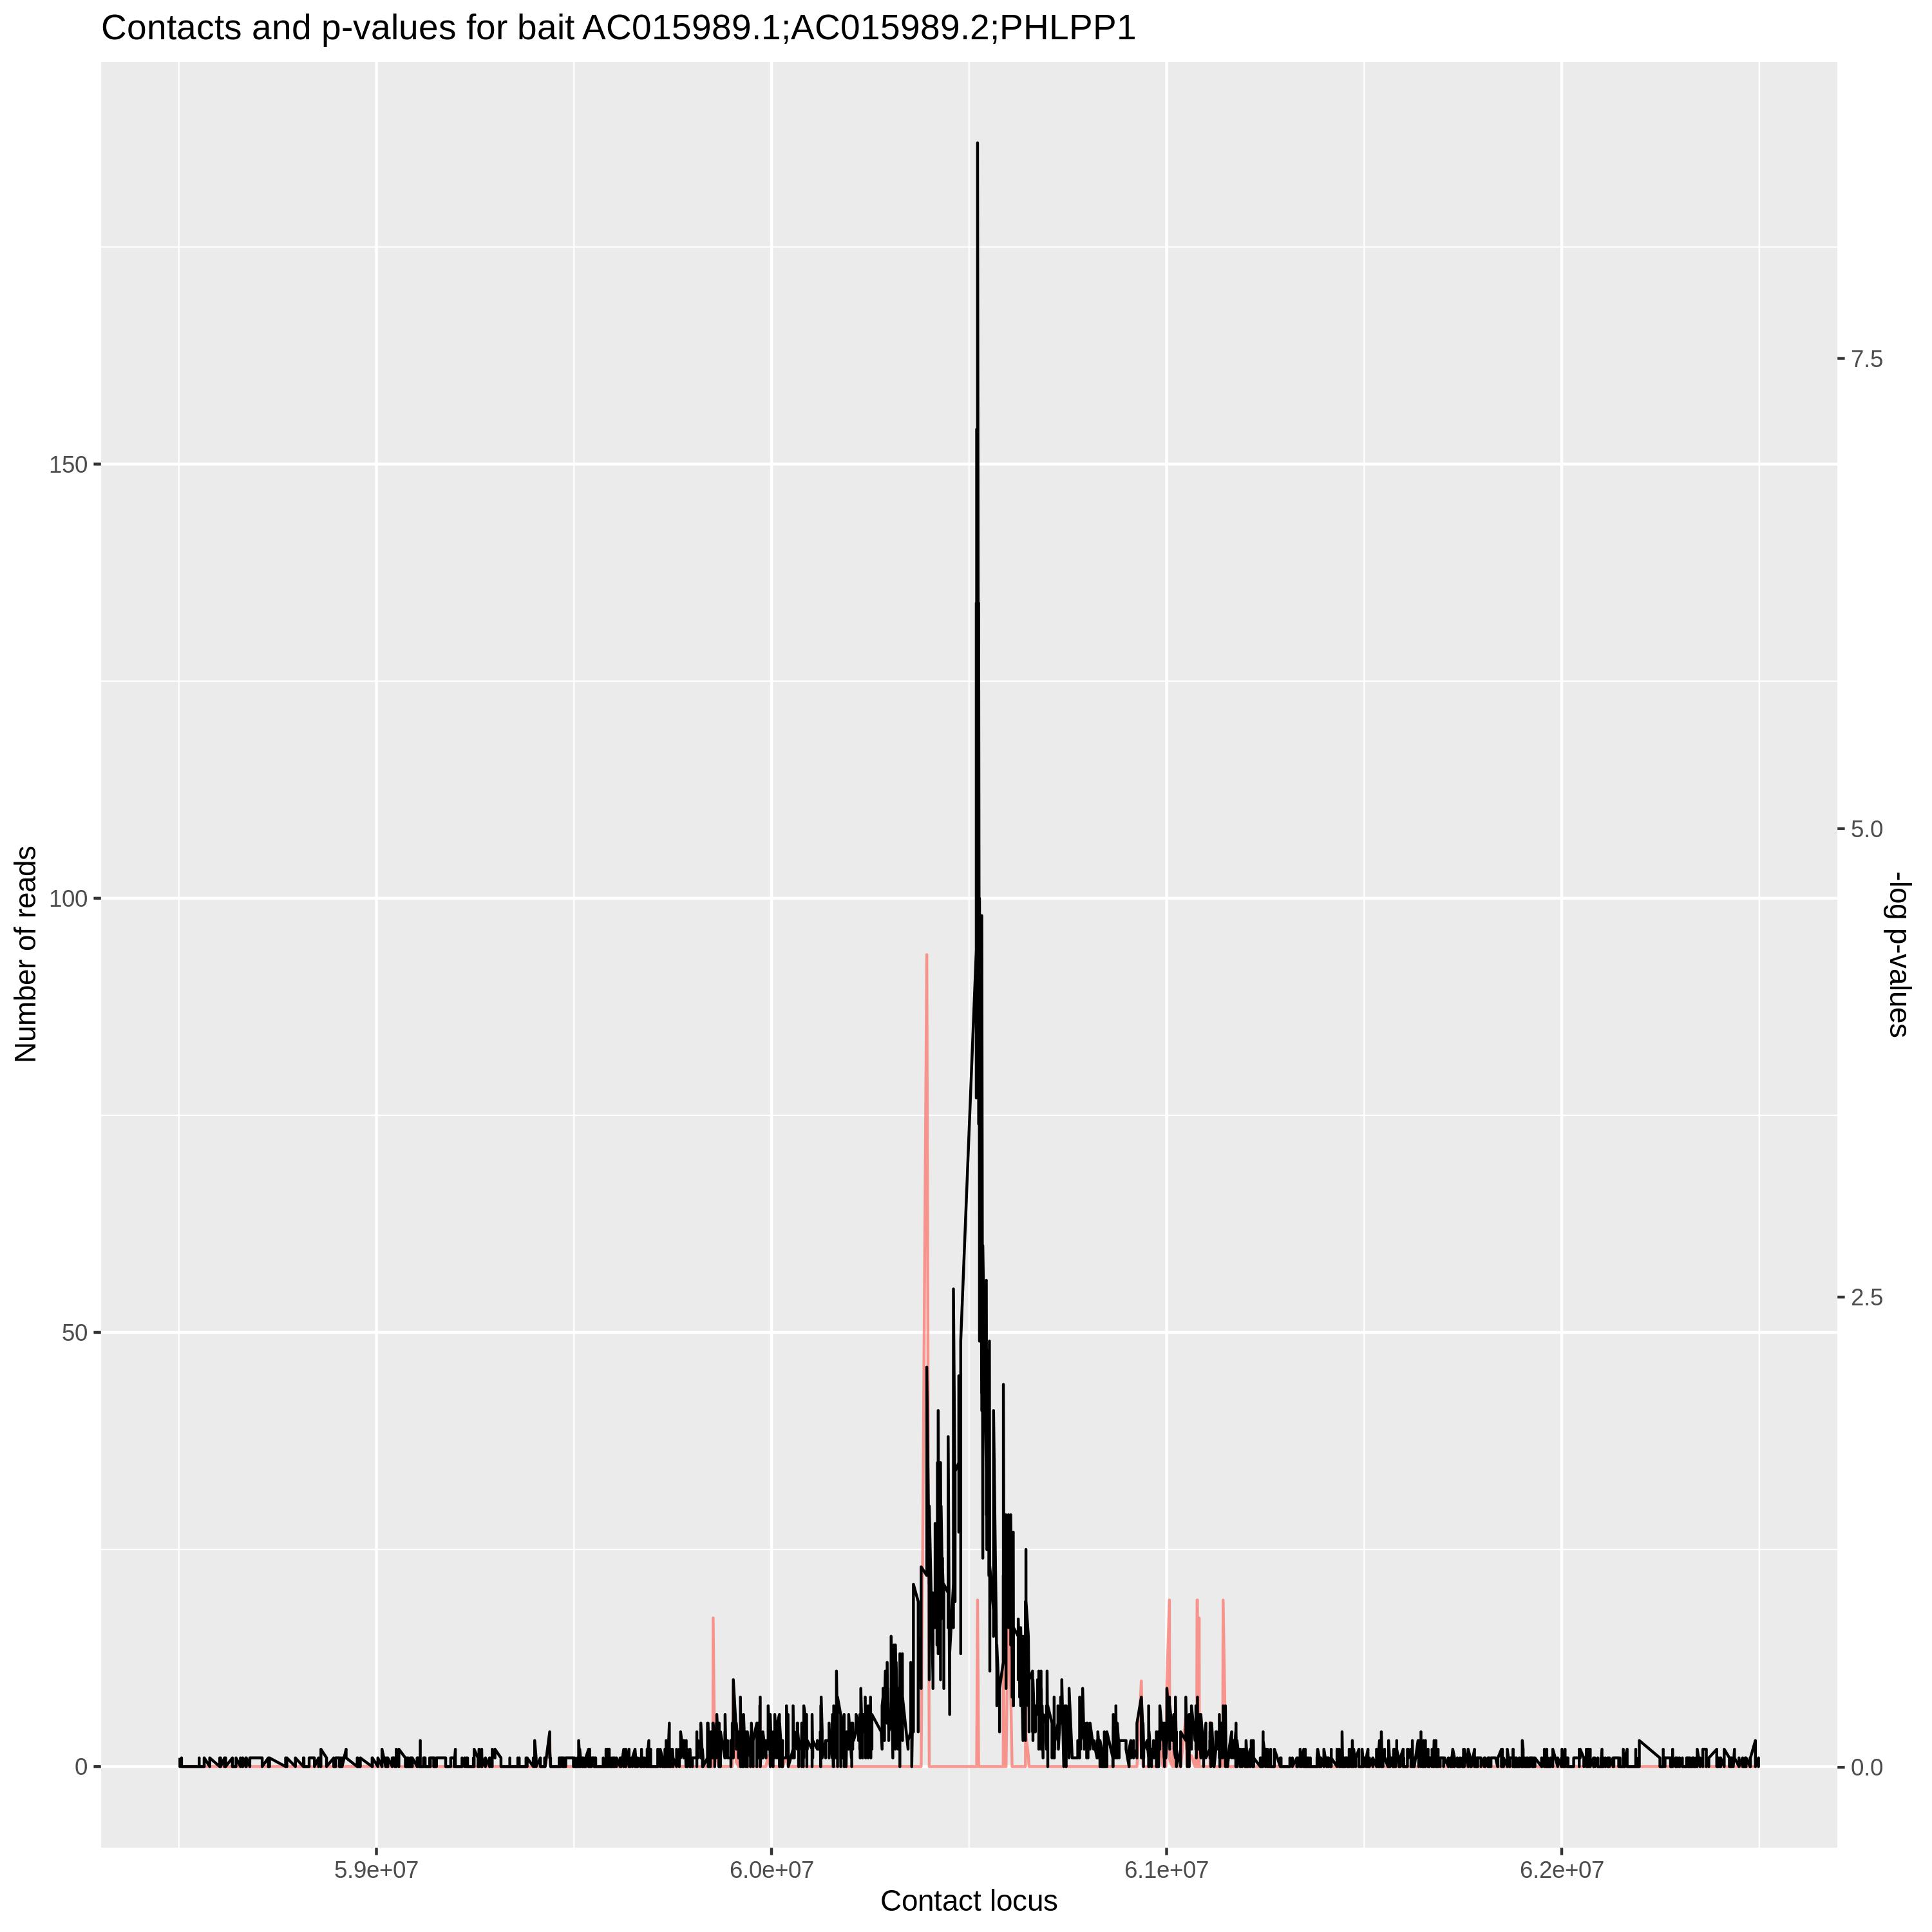 Contacts and p-values for bait AC015989.1;AC015989.2;PHLPP1
150
100
50
0
Number of reads
7.5
5.0
2.5
0.0
-log p-values
5.9e+07
6.0e+07
6.1e+07
6.2e+07
Contact locus